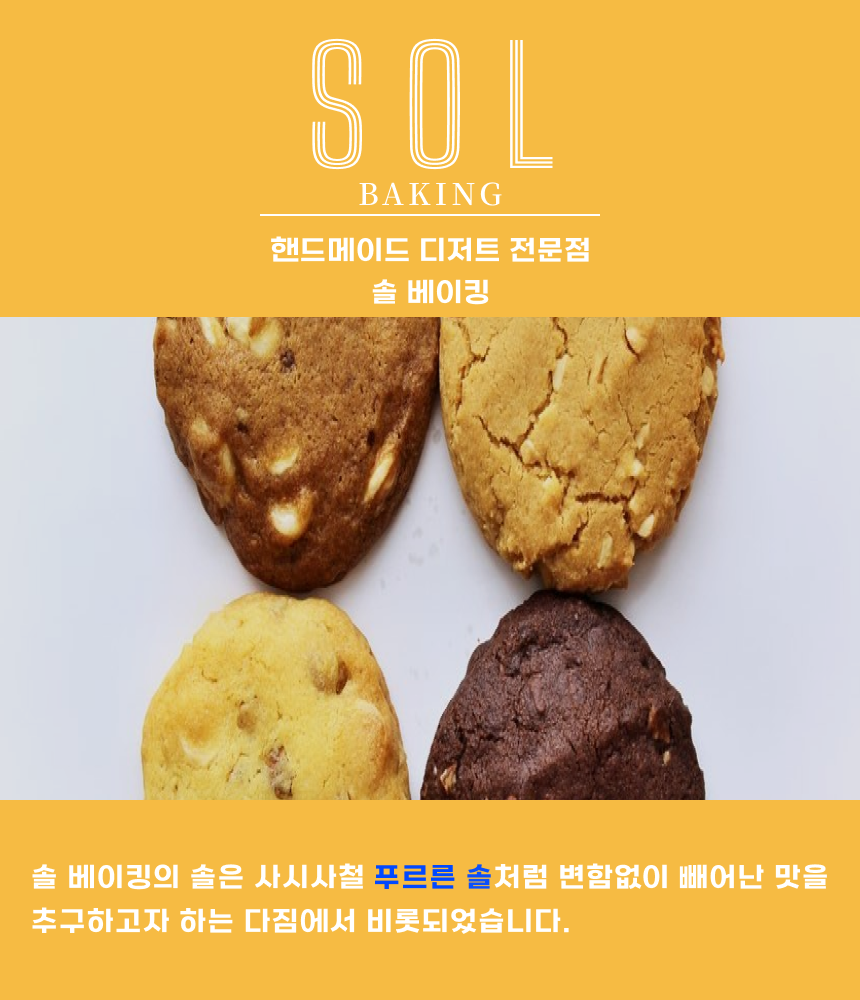 SOL
BAKING
핸드메이드 디저트 전문점
솔 베이킹
솔 베이킹의 솔은 사시사철 푸르른 솔처럼 변함없이 빼어난 맛을
추구하고자 하는 다짐에서 비롯되었습니다.